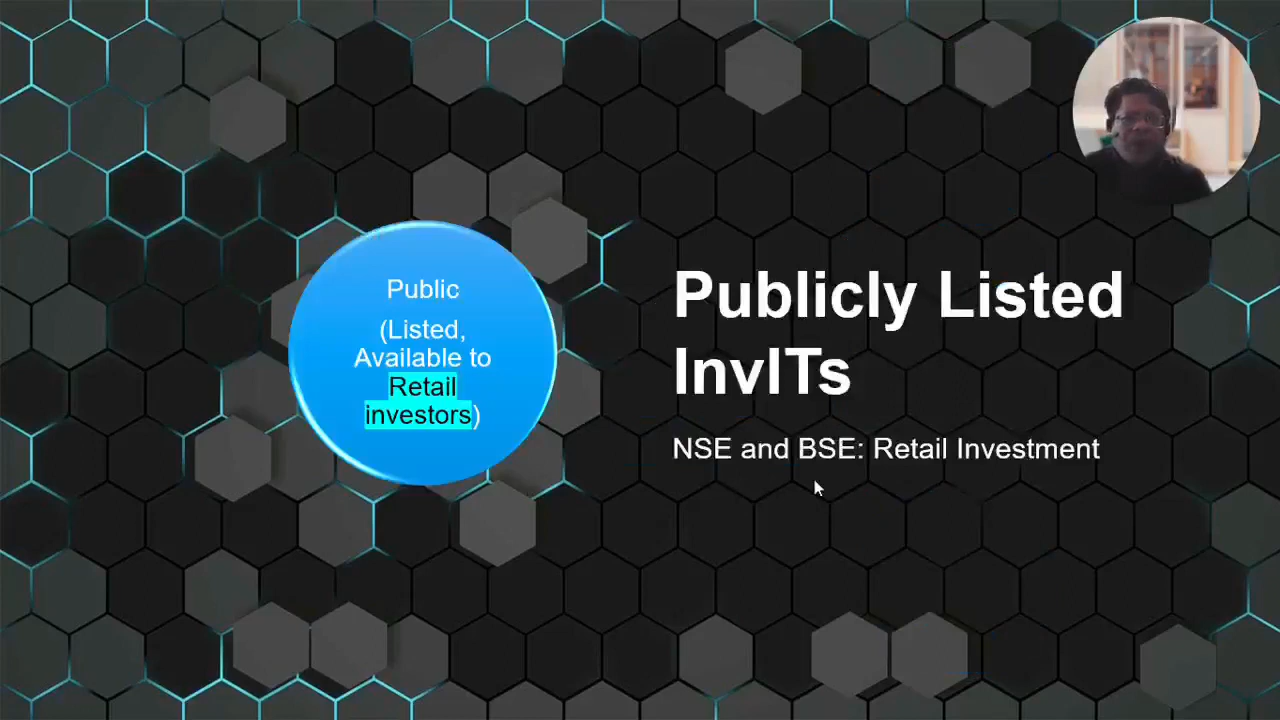 Public
(Listed,
Available to
Retail
investors)
Publicly Listed
InvITs
NSE and BSE: Retail Investment